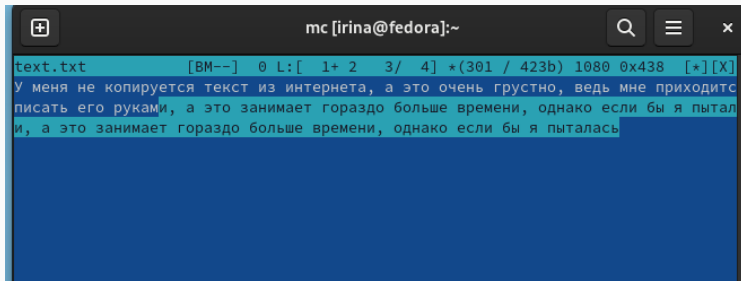 mc [irina@fedora]:~
text.txt [BM--] 0 L:[ 1+ 2 3/ 4] *(301 / 423b) 1080 0x438 [*][X]
У меня не копируется текст из интернета, а это очень грустно, ведь мне приходитс
писать его руками, а это занимает гораздо больше времени, однако если бы я пытал
и, а это занимает гораздо больше времени, однако если бы я пыталась